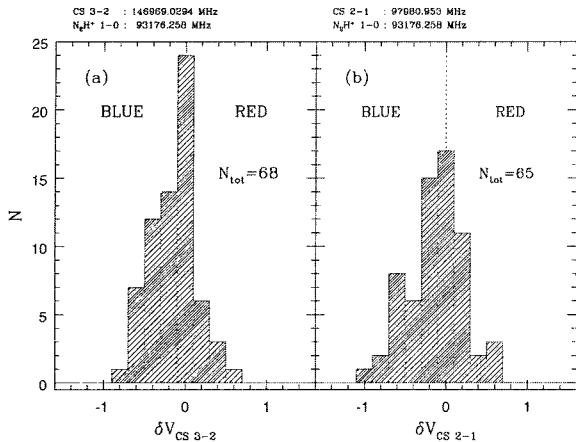 CS 3-2 : 146969.0294 MHz
N₂H⁺ 1-0 : 93176.258 MHz
CS 2-1 : 97980.953 MHz
N₂H⁺ 1-0 : 93176.258 MHz
(a)
BLUE RED
N_tot=68
(b)
BLUE RED
N_tot=65
N
25
20
15
10
5
0
-1 0 1
-1 0 1
δV_CS 3-2
δV_CS 2-1